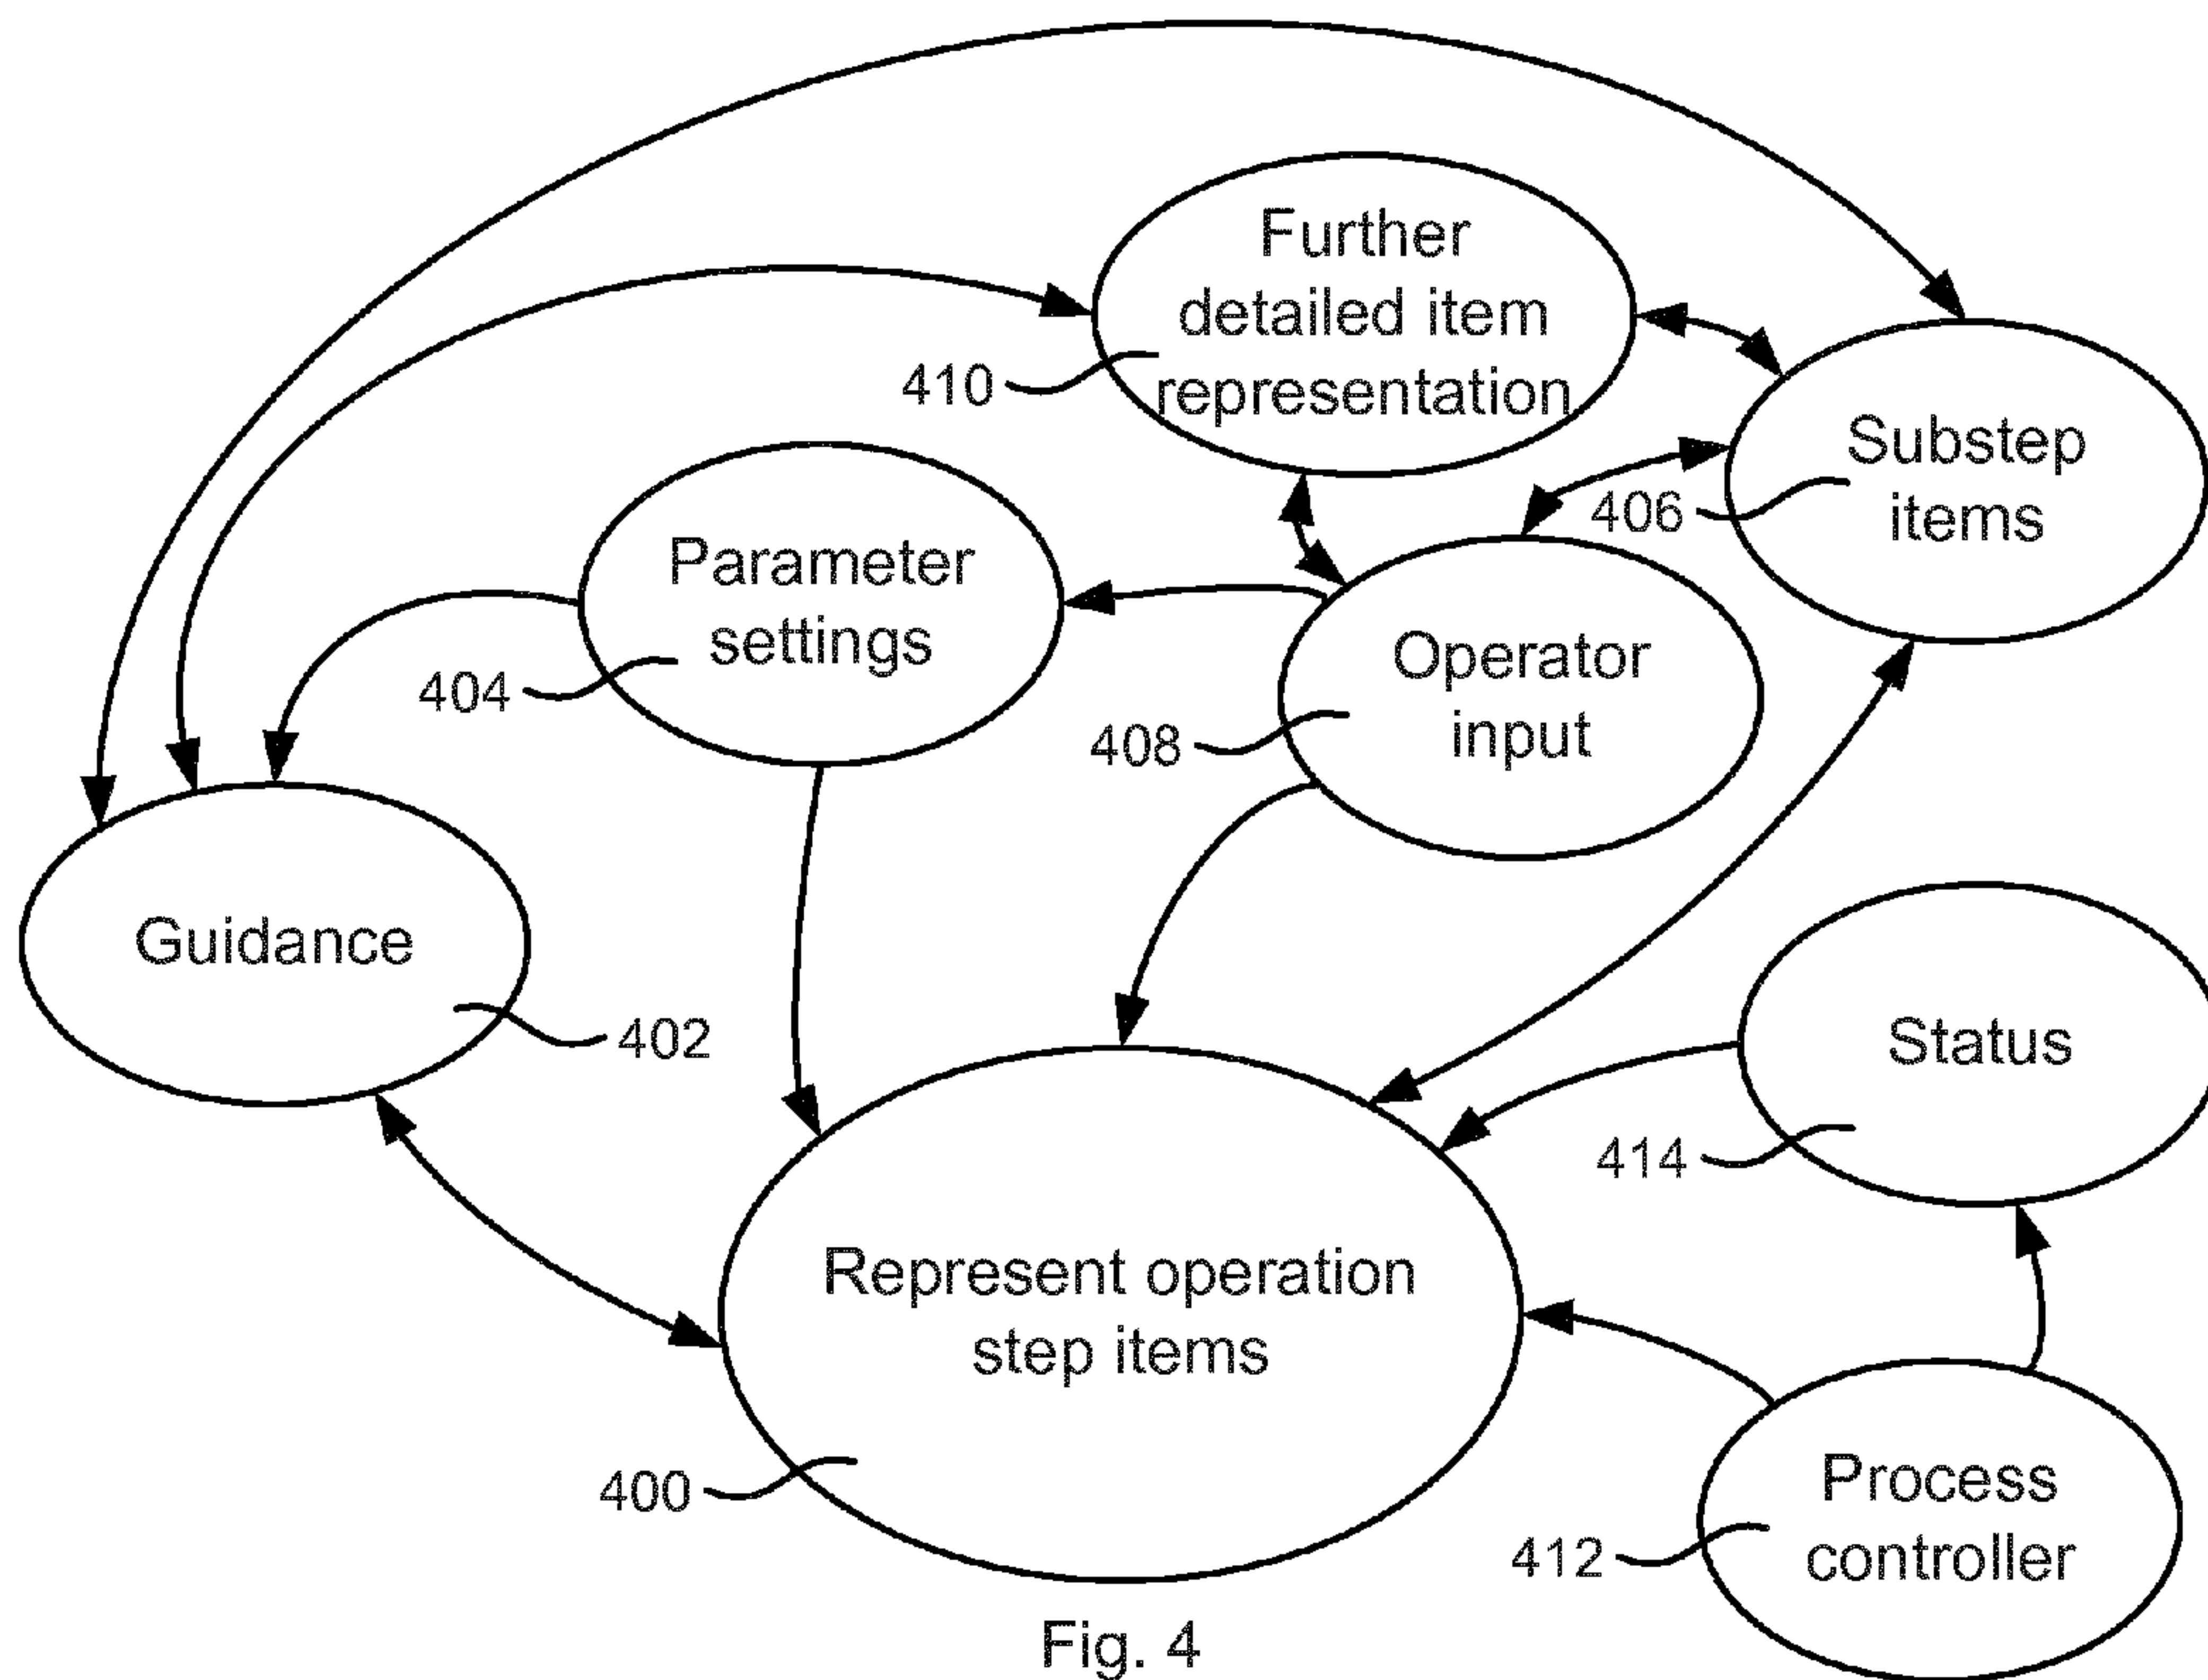 Further
detailed item
representation
410
Substep
items
406
Parameter
settings
404
Operator
input
408
Guidance
402
Status
414
Represent operation
step items
400
Process
controller
412
Fig. 4